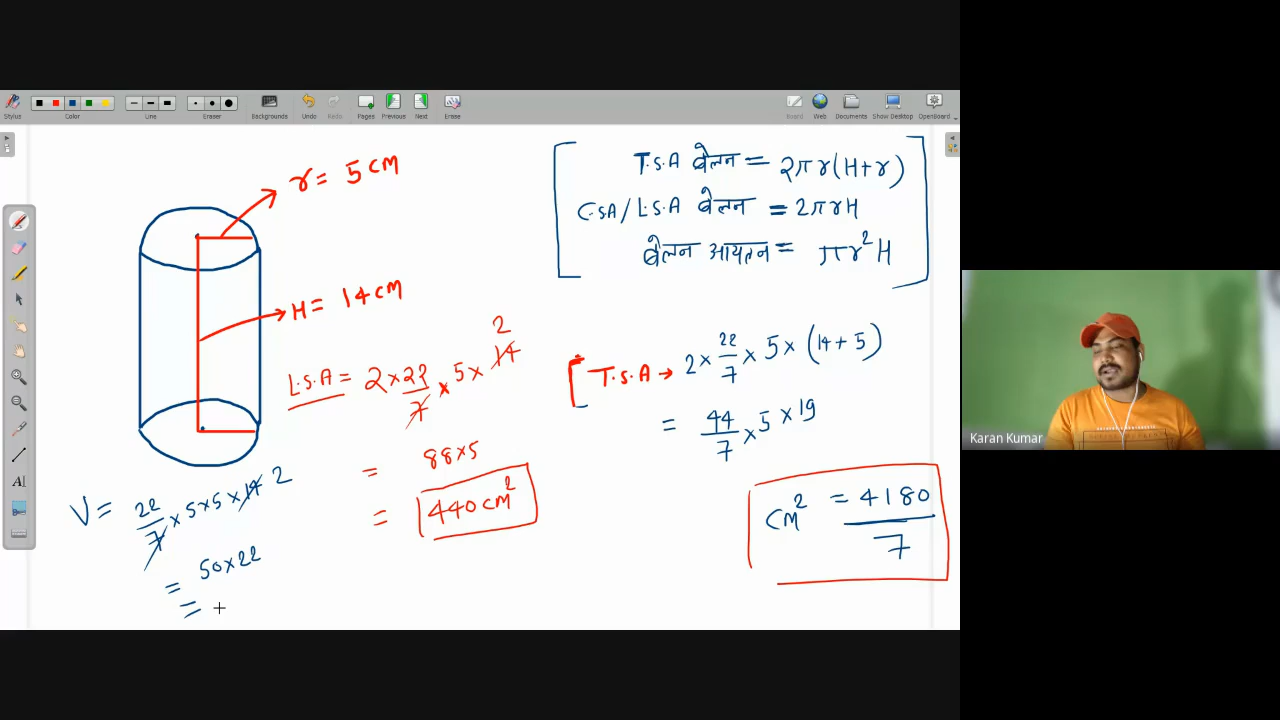 Stylus
Color
Line
Eraser
Backgrounds
Undo
Redo
Pages
Previous
Next
Erase
Board
Web
Documents
Show Desktop
OpenBoard
r = 5 cm
H = 14 cm
T.S.A बेलन = 2πr(H+r)
C.SA/L.S.A बेलन = 2πrH
बेलन आयतन = πr²H
L.S.A = 2 × 22/7 × 5 × 14 2
= 88×5
= 440 cm²
T.S.A → 2 × 22/7 × 5 × (14 + 5)
= 44/7 × 5 × 19
cm² = 4180/7
V = 22/7 × 5 × 5 × 14 2
= 50×22
=
Karan Kumar